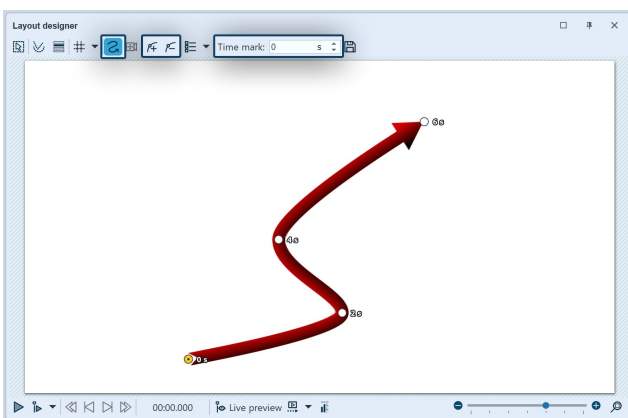 Layout designer
Time mark: 0 s
6s
4s
2s
0 s
00:00.000 Live preview